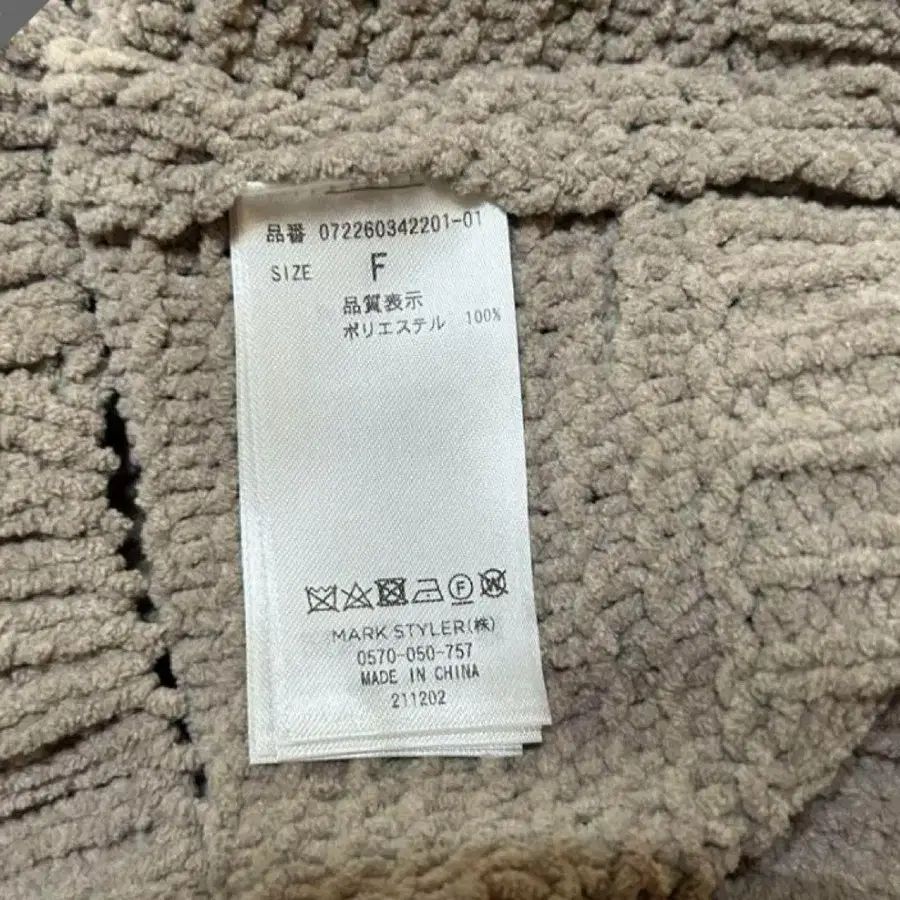 品番 072260342201-01
SIZE F
品質表示
ポリエステル 100%
F W
MARK STYLER(株)
0570-050-757
MADE IN CHINA
211202